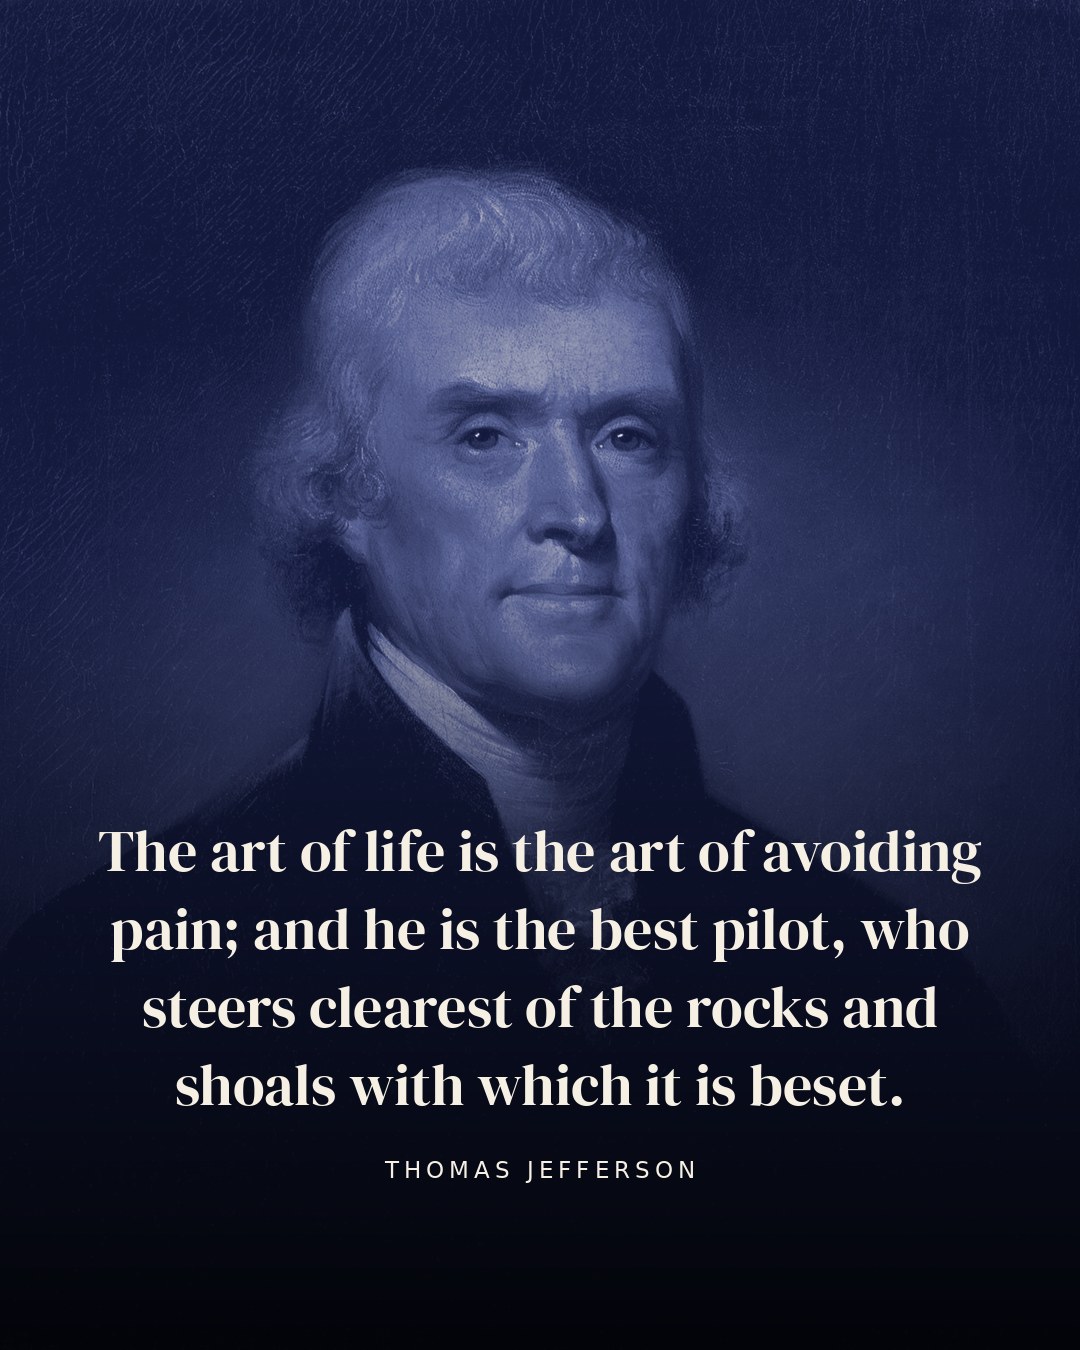 The art of life is the art of avoiding
pain; and he is the best pilot, who
steers clearest of the rocks and
shoals with which it is beset.
THOMAS JEFFERSON